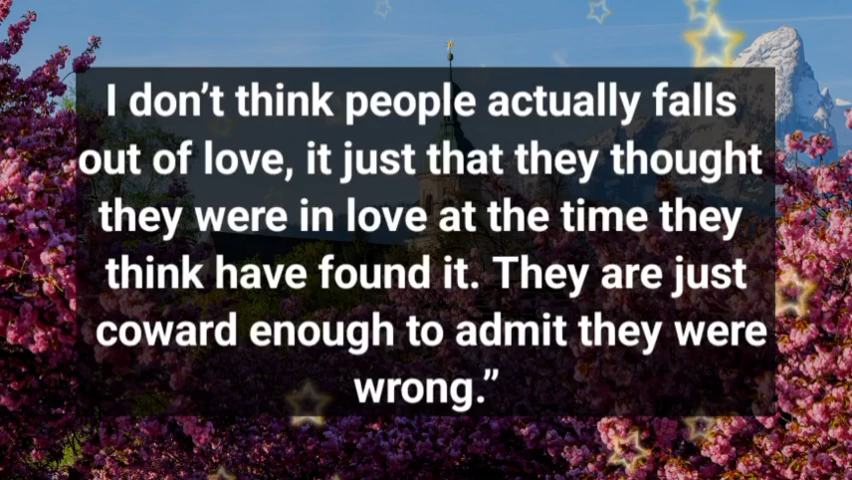 I don’t think people actually falls
out of love, it just that they thought
they were in love at the time they
think have found it. They are just
coward enough to admit they were
wrong.”